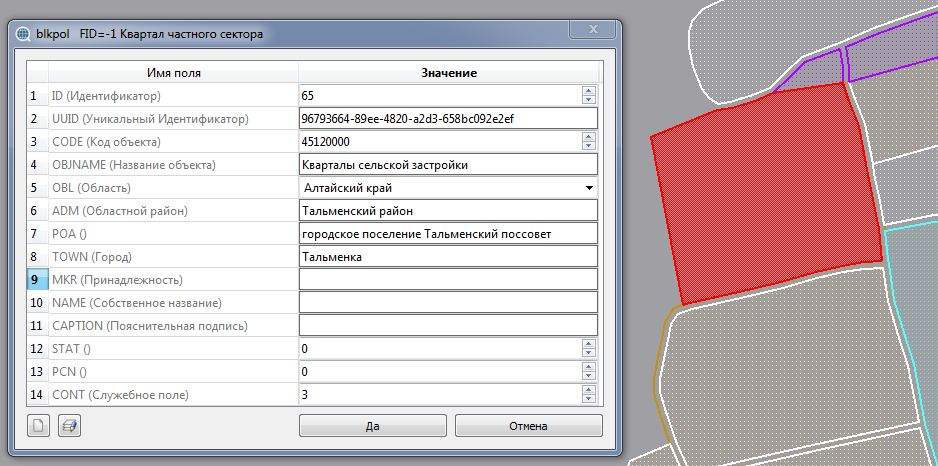 blkpol FID=-1 Квартал частного сектора
Имя поля Значение
1 ID (Идентификатор) 65
2 UUID (Уникальный Идентификатор) 96793664-89ee-4820-a2d3-658bc092e2ef
3 CODE (Код объекта) 45120000
4 OBJNAME (Название объекта) Кварталы сельской застройки
5 OBL (Область) Алтайский край
6 ADM (Областной район) Тальменский район
7 POA () городское поселение Тальменский поссовет
8 TOWN (Город) Тальменка
9 MKR (Принадлежность)
10 NAME (Собственное название)
11 CAPTION (Пояснительная подпись)
12 STAT () 0
13 PCN () 0
14 CONT (Служебное поле) 3
Да Отмена